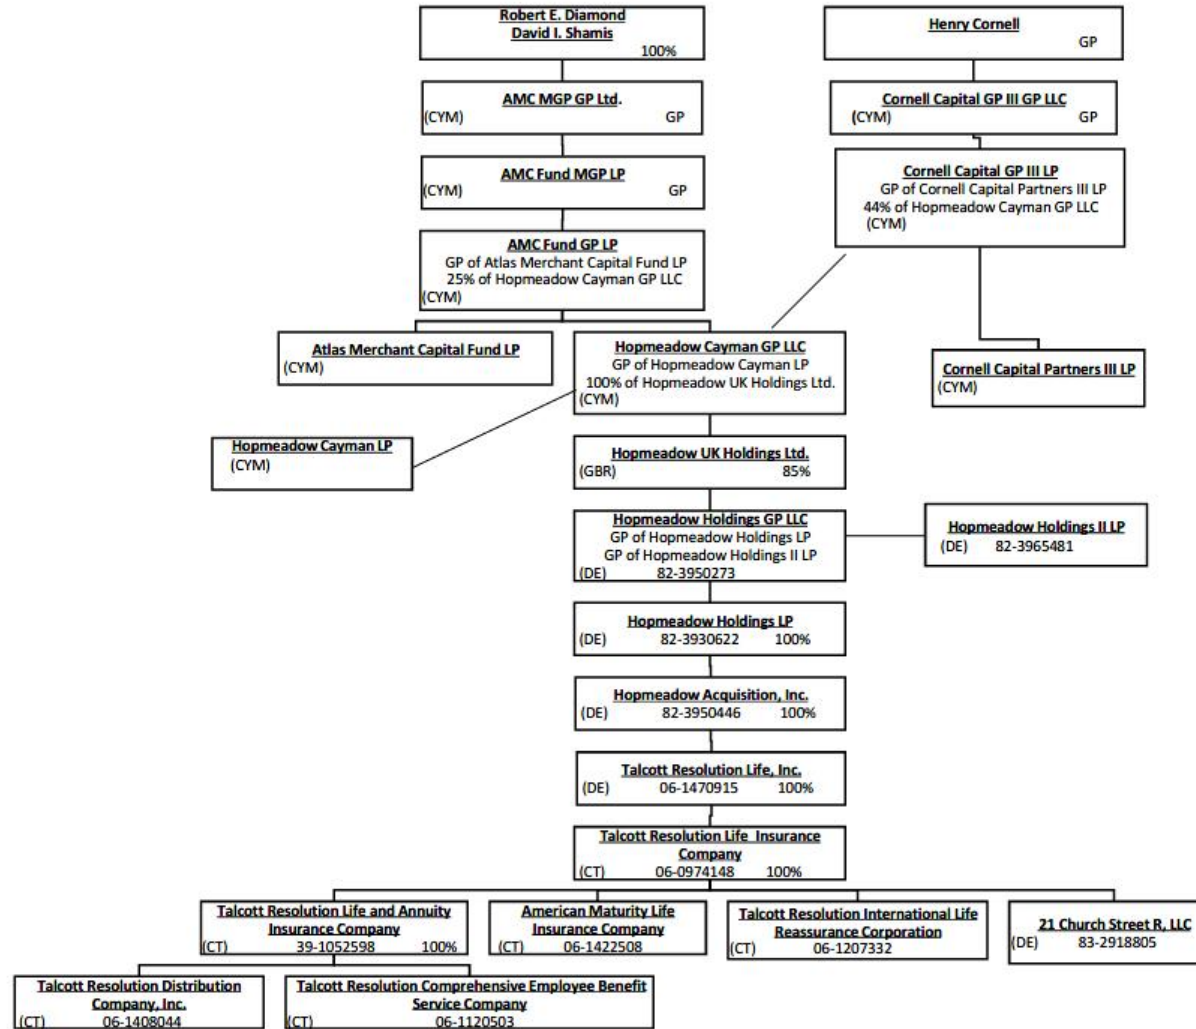 Robert E. Diamond
David I. Shamis
100%
Henry Cornell
GP
AMC MGP GP Ltd.
(CYM) GP
Cornell Capital GP III GP LLC
(CYM) GP
AMC Fund MGP LP
(CYM) GP
Cornell Capital GP III LP
GP of Cornell Capital Partners III LP
44% of Hopmeadow Cayman GP LLC
(CYM)
AMC Fund GP LP
GP of Atlas Merchant Capital Fund LP
25% of Hopmeadow Cayman GP LLC
(CYM)
Atlas Merchant Capital Fund LP
(CYM)
Hopmeadow Cayman GP LLC
GP of Hopmeadow Cayman LP
100% of Hopmeadow UK Holdings Ltd.
(CYM)
Cornell Capital Partners III LP
(CYM)
Hopmeadow Cayman LP
(CYM)
Hopmeadow UK Holdings Ltd.
(GBR) 85%
Hopmeadow Holdings GP LLC
GP of Hopmeadow Holdings LP
GP of Hopmeadow Holdings II LP
(DE) 82-3950273
Hopmeadow Holdings II LP
(DE) 82-3965481
Hopmeadow Holdings LP
(DE) 82-3930622 100%
Hopmeadow Acquisition, Inc.
(DE) 82-3950446 100%
Talcott Resolution Life, Inc.
(DE) 06-1470915 100%
Talcott Resolution Life Insurance
Company
(CT) 06-0974148 100%
Talcott Resolution Life and Annuity
Insurance Company
(CT) 39-1052598 100%
American Maturity Life
Insurance Company
(CT) 06-1422508
Talcott Resolution International Life
Reassurance Corporation
(CT) 06-1207332
21 Church Street R, LLC
(DE) 83-2918805
Talcott Resolution Distribution
Company, Inc.
(CT) 06-1408044
Talcott Resolution Comprehensive Employee Benefit
Service Company
(CT) 06-1120503